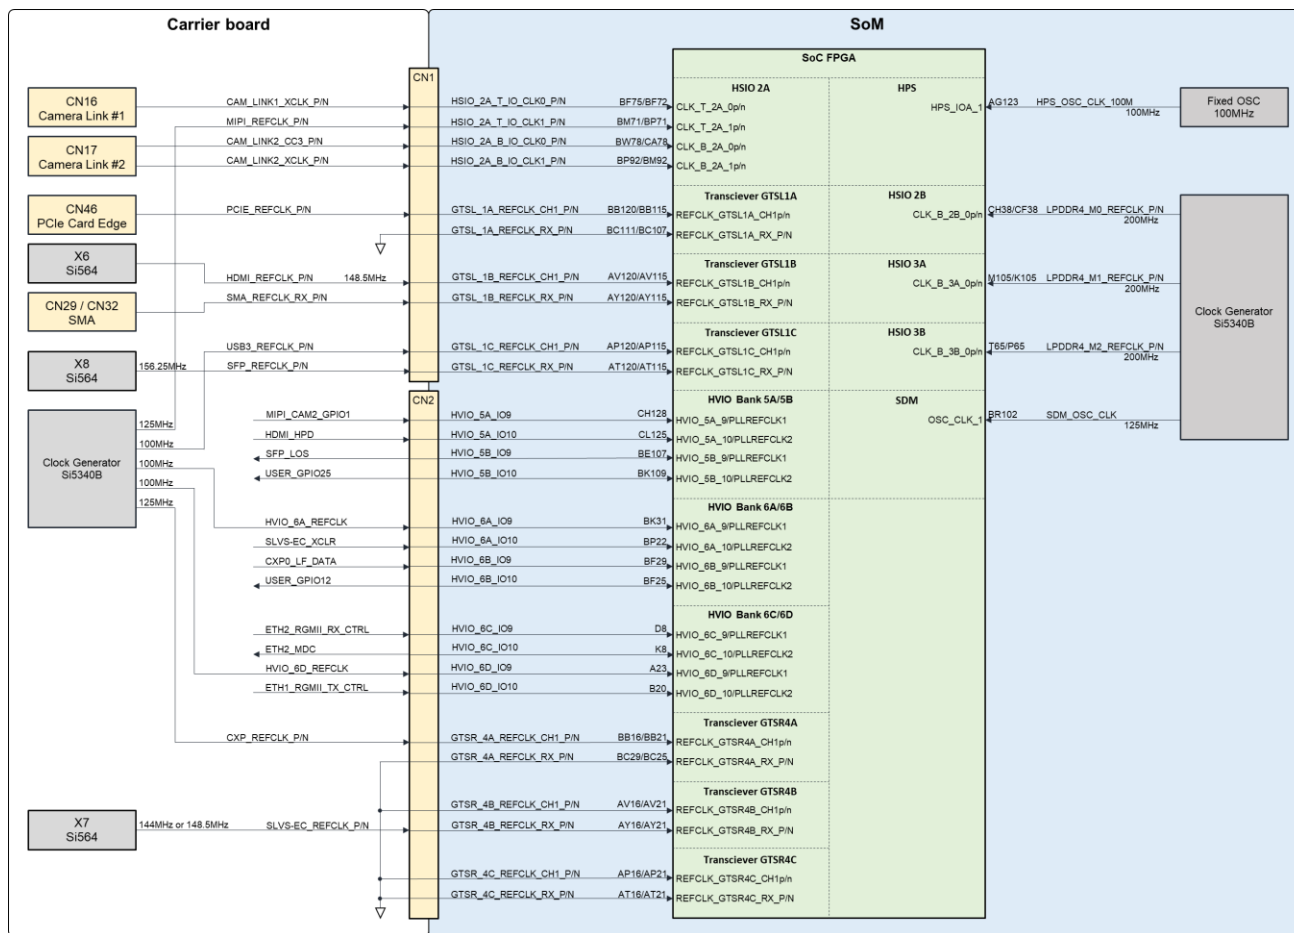 Carrier board
SoM
CN1
SoC FPGA
HSIO 2A
HPS
CN16
Camera Link #1
CAM_LINK1_XCLK_P/N
HSIO_2A_T_IO_CLK0_P/N
BF75/BF72
CLK_T_2A_0p/n
HPS_IOA_1
AG123
HPS_OSC_CLK_100M
100MHz
Fixed OSC
100MHz
MIPI_REFCLK_P/N
HSIO_2A_T_IO_CLK1_P/N
BM71/BP71
CLK_T_2A_1p/n
CN17
Camera Link #2
CAM_LINK2_CC3_P/N
HSIO_2A_B_IO_CLK0_P/N
BW78/CA78
CLK_B_2A_0p/n
CAM_LINK2_XCLK_P/N
HSIO_2A_B_IO_CLK1_P/N
BP92/BM92
CLK_B_2A_1p/n
Transciever GTSL1A
HSIO 2B
CN46
PCIe Card Edge
PCIE_REFCLK_P/N
GTSL_1A_REFCLK_CH1_P/N
BB120/BB115
REFCLK_GTSL1A_CH1p/n
CLK_B_2B_0p/n
CH38/CF38
LPDDR4_M0_REFCLK_P/N
200MHz
GTSL_1A_REFCLK_RX_P/N
BC111/BC107
REFCLK_GTSL1A_RX_P/N
X6
Si564
Transciever GTSL1B
HSIO 3A
HDMI_REFCLK_P/N
148.5MHz
GTSL_1B_REFCLK_CH1_P/N
AV120/AV115
REFCLK_GTSL1B_CH1p/n
CLK_B_3A_0p/n
M105/K105
LPDDR4_M1_REFCLK_P/N
200MHz
CN29 / CN32
SMA
SMA_REFCLK_RX_P/N
GTSL_1B_REFCLK_RX_P/N
AY120/AY115
REFCLK_GTSL1B_RX_P/N
Clock Generator
Si5340B
Transciever GTSL1C
HSIO 3B
USB3_REFCLK_P/N
GTSL_1C_REFCLK_CH1_P/N
AP120/AP115
REFCLK_GTSL1C_CH1p/n
CLK_B_3B_0p/n
T65/P65
LPDDR4_M2_REFCLK_P/N
200MHz
X8
Si564
156.25MHz
SFP_REFCLK_P/N
GTSL_1C_REFCLK_RX_P/N
AT120/AT115
REFCLK_GTSL1C_RX_P/N
CN2
HVIO Bank 5A/5B
SDM
MIPI_CAM2_GPIO1
HVIO_5A_IO9
CH128
HVIO_5A_9/PLLREFCLK1
OSC_CLK_1
BR102
SDM_OSC_CLK
125MHz
125MHz
HDMI_HPD
HVIO_5A_IO10
CL125
HVIO_5A_10/PLLREFCLK2
100MHz
SFP_LOS
HVIO_5B_IO9
BE107
HVIO_5B_9/PLLREFCLK1
Clock Generator
Si5340B
100MHz
USER_GPIO25
HVIO_5B_IO10
BK109
HVIO_5B_10/PLLREFCLK2
100MHz
125MHz
HVIO Bank 6A/6B
HVIO_6A_REFCLK
HVIO_6A_IO9
BK31
HVIO_6A_9/PLLREFCLK1
SLVS-EC_XCLR
HVIO_6A_IO10
BP22
HVIO_6A_10/PLLREFCLK2
CXP0_LF_DATA
HVIO_6B_IO9
BF29
HVIO_6B_9/PLLREFCLK1
USER_GPIO12
HVIO_6B_IO10
BF25
HVIO_6B_10/PLLREFCLK2
HVIO Bank 6C/6D
ETH2_RGMII_RX_CTRL
HVIO_6C_IO9
D8
HVIO_6C_9/PLLREFCLK1
ETH2_MDC
HVIO_6C_IO10
K8
HVIO_6C_10/PLLREFCLK2
HVIO_6D_REFCLK
HVIO_6D_IO9
A23
HVIO_6D_9/PLLREFCLK1
ETH1_RGMII_TX_CTRL
HVIO_6D_IO10
B20
HVIO_6D_10/PLLREFCLK2
Transciever GTSR4A
CXP_REFCLK_P/N
GTSR_4A_REFCLK_CH1_P/N
BB16/BB21
REFCLK_GTSR4A_CH1p/n
GTSR_4A_REFCLK_RX_P/N
BC29/BC25
REFCLK_GTSR4A_RX_P/N
Transciever GTSR4B
GTSR_4B_REFCLK_CH1_P/N
AV16/AV21
REFCLK_GTSR4B_CH1p/n
X7
Si564
144MHz or 148.5MHz
SLVS-EC_REFCLK_P/N
GTSR_4B_REFCLK_RX_P/N
AY16/AY21
REFCLK_GTSR4B_RX_P/N
Transciever GTSR4C
GTSR_4C_REFCLK_CH1_P/N
AP16/AP21
REFCLK_GTSR4C_CH1p/n
GTSR_4C_REFCLK_RX_P/N
AT16/AT21
REFCLK_GTSR4C_RX_P/N